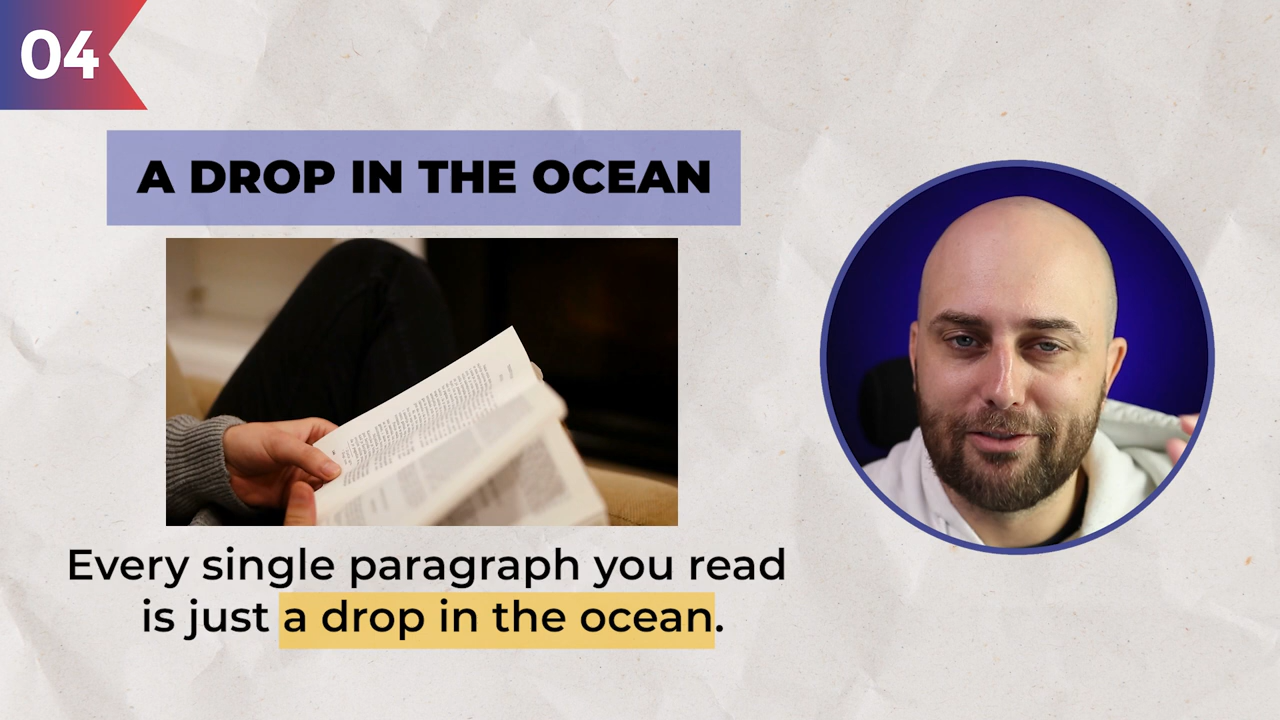 04
A DROP IN THE OCEAN
Every single paragraph you read
is just a drop in the ocean.